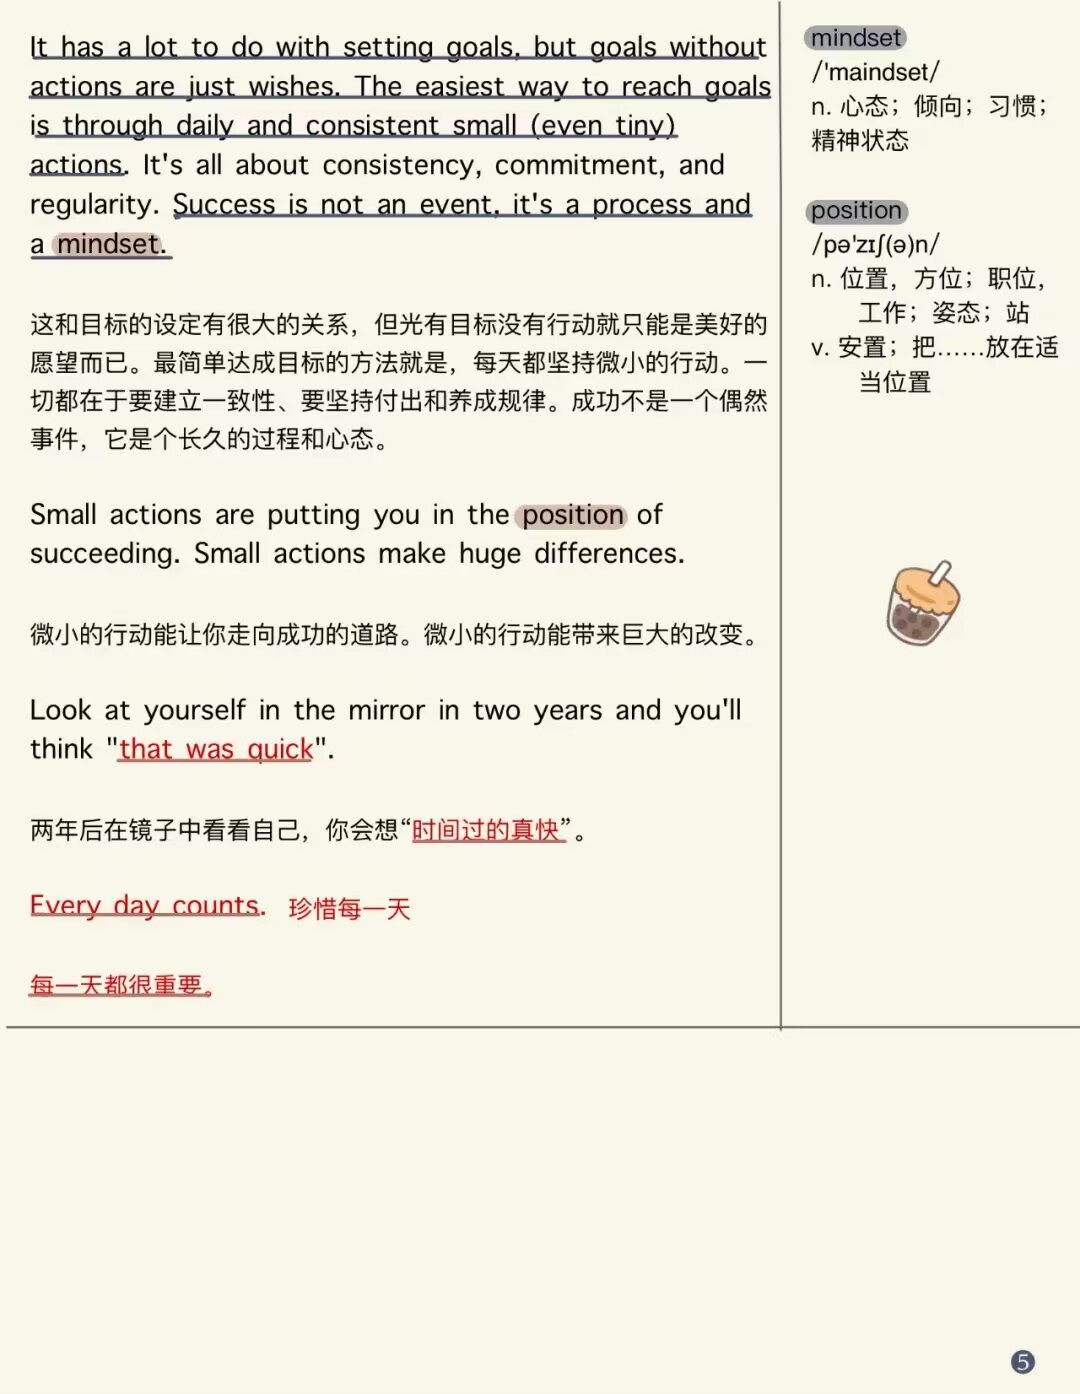 It has a lot to do with setting goals, but goals without
actions are just wishes. The easiest way to reach goals
is through daily and consistent small (even tiny)
actions. It's all about consistency, commitment, and
regularity. Success is not an event, it's a process and
a mindset.
这和目标的设定有很大的关系，但光有目标没有行动就只能是美好的
愿望而已。最简单达成目标的方法就是，每天都坚持微小的行动。一
切都在于要建立一致性、要坚持付出和养成规律。成功不是一个偶然
事件，它是个长久的过程和心态。
Small actions are putting you in the position of
succeeding. Small actions make huge differences.
微小的行动能让你走向成功的道路。微小的行动能带来巨大的改变。
Look at yourself in the mirror in two years and you'll
think "that was quick".
两年后在镜子中看看自己，你会想“时间过的真快”。
Every day counts. 珍惜每一天
每一天都很重要。
mindset
/'maindset/
n. 心态；倾向；习惯；
精神状态
position
/pə'zɪʃ(ə)n/
n. 位置，方位；职位，
工作；姿态；站
v. 安置；把……放在适
当位置
5